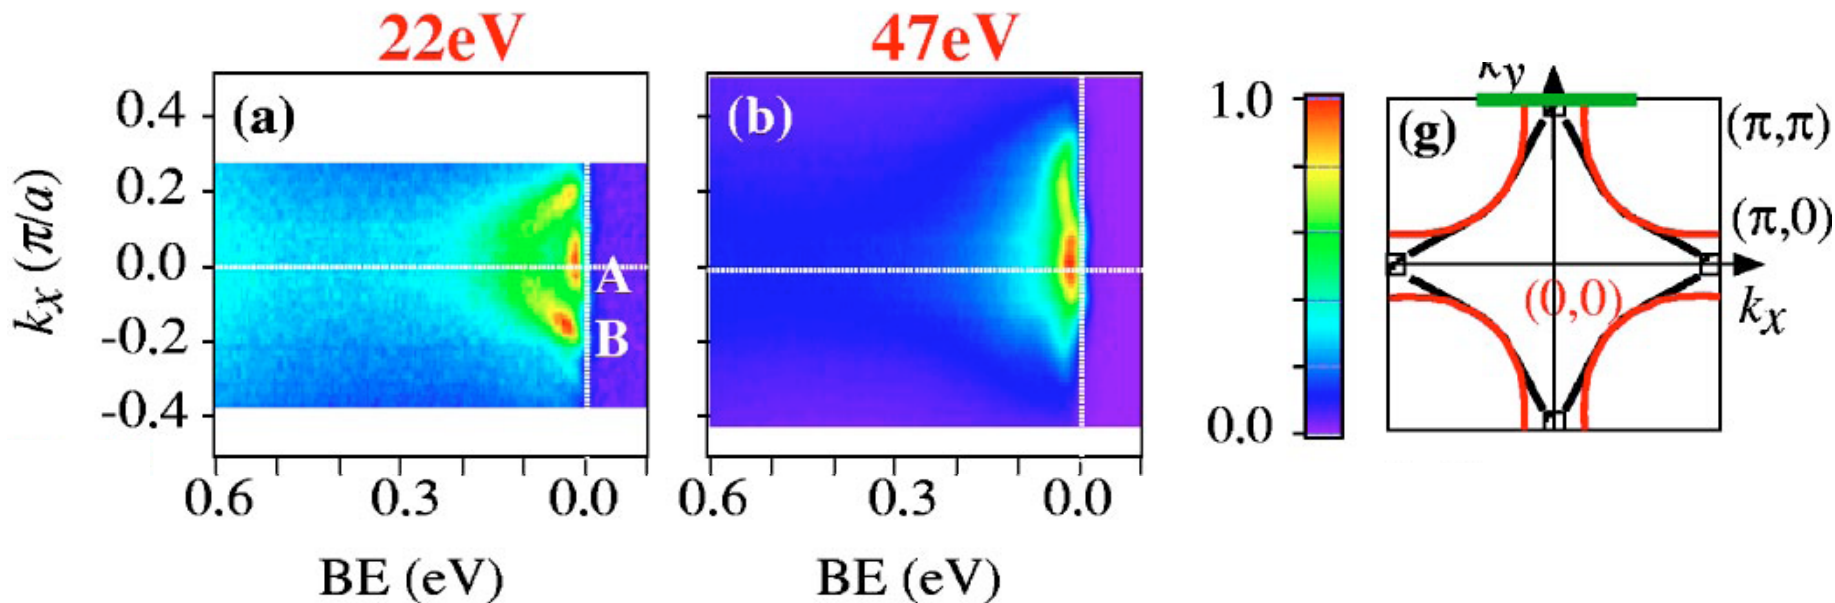 22eV
47eV
(a)
(b)
(g)
0.4
0.2
0.0
-0.2
-0.4
kx (π/a)
A
B
0.6
0.3
0.0
BE (eV)
0.6
0.3
0.0
BE (eV)
1.0
0.0
ky
(π,π)
(π,0)
(0,0)
kx